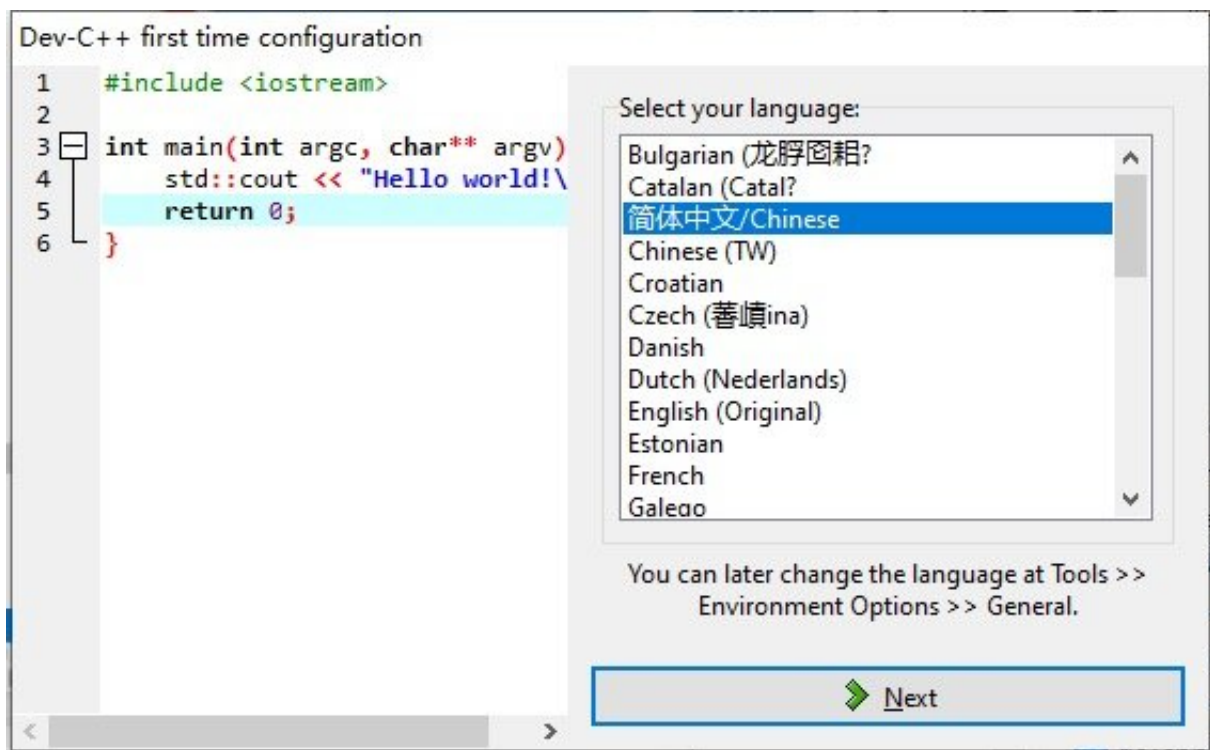 Dev-C++ first time configuration
1 #include <iostream>
2
3 int main(int argc, char** argv)
4 std::cout << "Hello world!\
5 return 0;
6 }
Select your language:
Bulgarian (龙脬囵耜?
Catalan (Catal?
简体中文/Chinese
Chinese (TW)
Croatian
Czech (萫慐ina)
Danish
Dutch (Nederlands)
English (Original)
Estonian
French
Galego
You can later change the language at Tools >>
Environment Options >> General.
Next